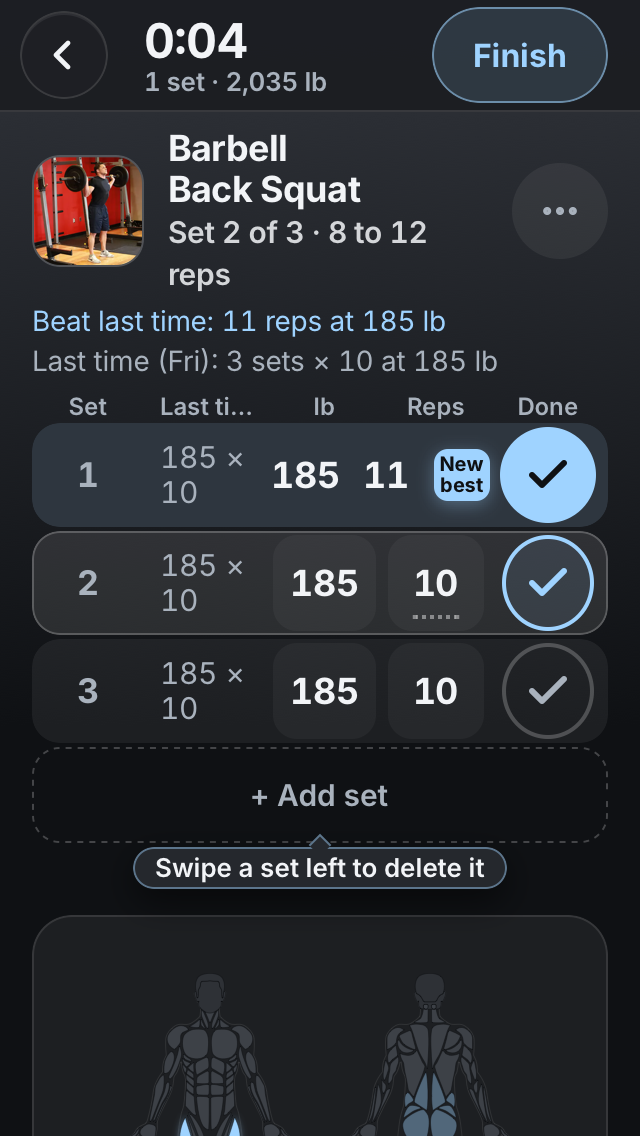 0:04
1 set · 2,035 lb
Finish
Barbell
Back Squat
Set 2 of 3 · 8 to 12
reps
Beat last time: 11 reps at 185 lb
Last time (Fri): 3 sets × 10 at 185 lb
Set Last ti... lb Reps Done
1 185 × 10 185 11 New best
2 185 × 10 185 10
3 185 × 10 185 10
+ Add set
Swipe a set left to delete it